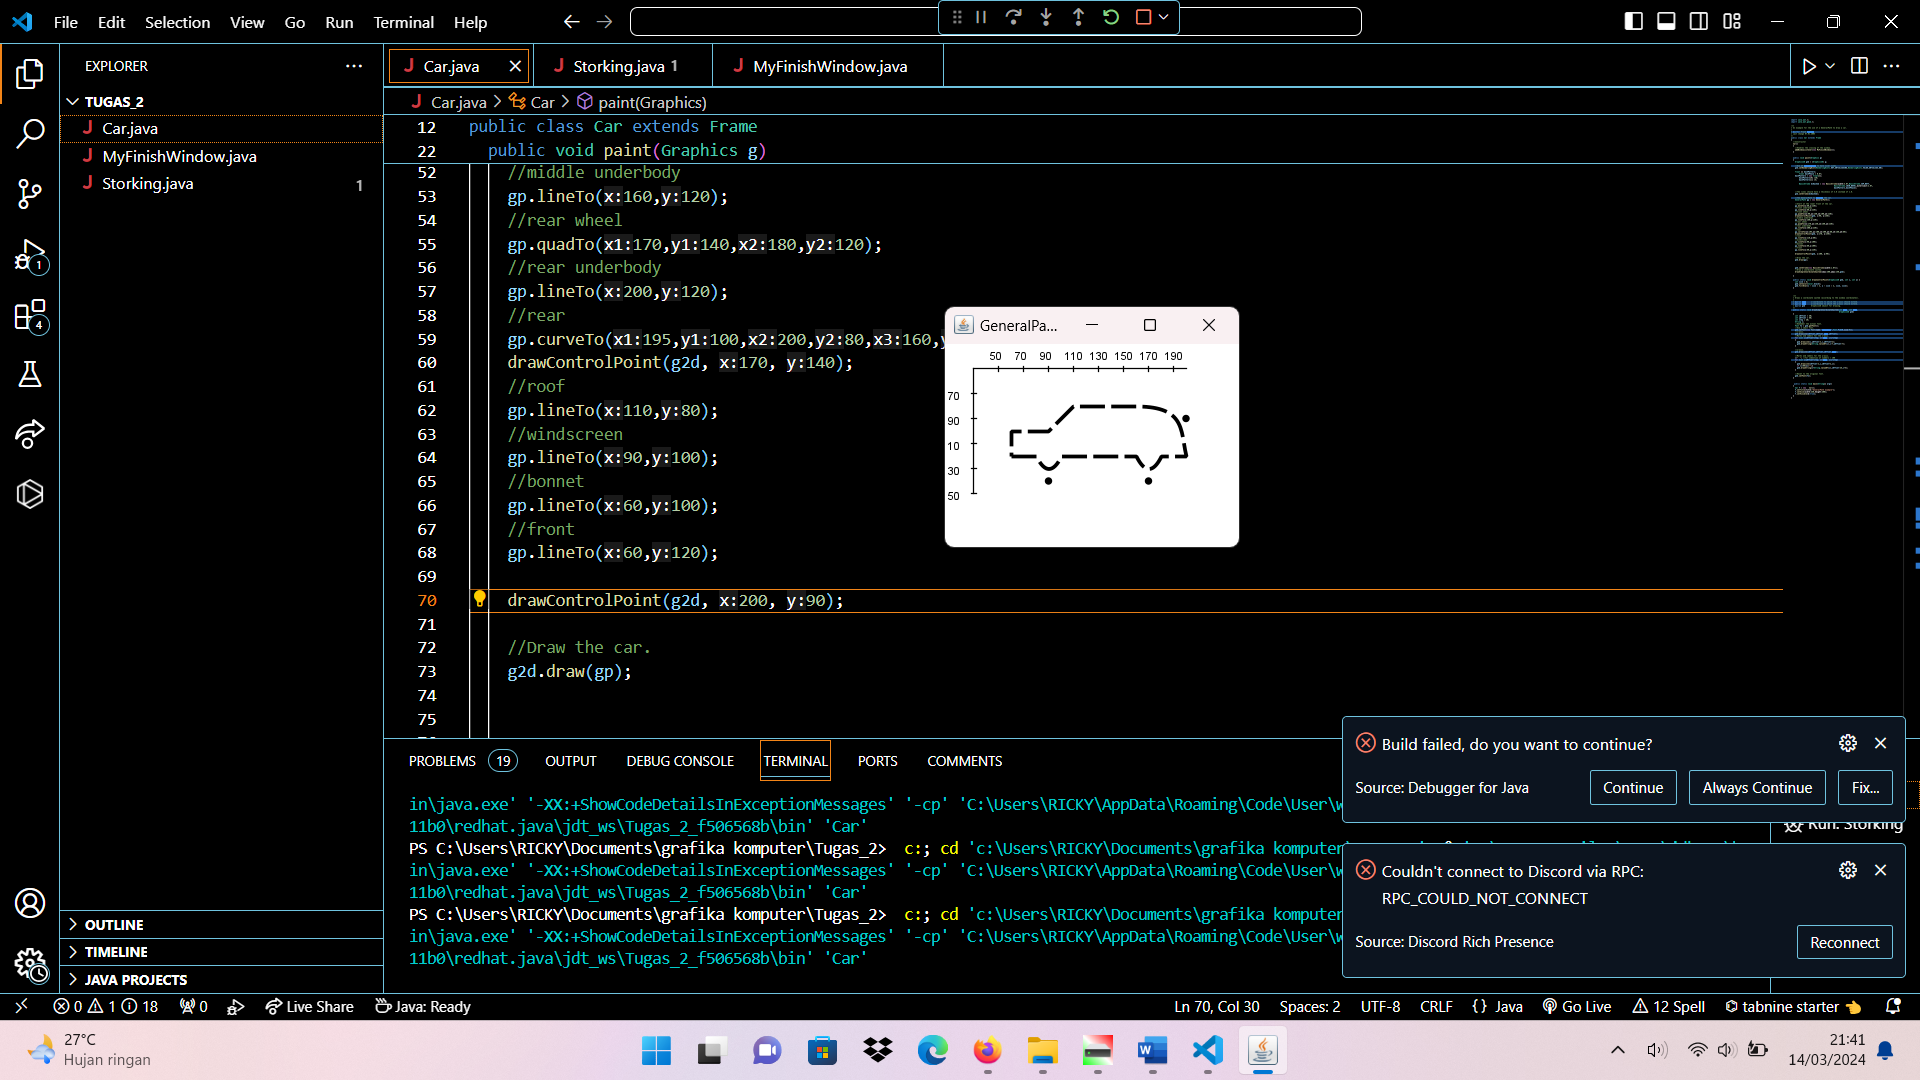 File Edit Selection View Go Run Terminal Help
EXPLORER
TUGAS_2
Car.java
MyFinishWindow.java
Storking.java 1
1
4
OUTLINE
TIMELINE
JAVA PROJECTS
Car.java
Storking.java 1
MyFinishWindow.java
Car.java > Car > paint(Graphics)
12 public class Car extends Frame
22 public void paint(Graphics g)
52 //middle underbody
53 gp.lineTo(x:160,y:120);
54 //rear wheel
55 gp.quadTo(x1:170,y1:140,x2:180,y2:120);
56 //rear underbody
57 gp.lineTo(x:200,y:120);
58 //rear
59 gp.curveTo(x1:195,y1:100,x2:200,y2:80,x3:160,y
60 drawControlPoint(g2d, x:170, y:140);
61 //roof
62 gp.lineTo(x:110,y:80);
63 //windscreen
64 gp.lineTo(x:90,y:100);
65 //bonnet
66 gp.lineTo(x:60,y:100);
67 //front
68 gp.lineTo(x:60,y:120);
69
70 drawControlPoint(g2d, x:200, y:90);
71
72 //Draw the car.
73 g2d.draw(gp);
74
75
GeneralPa...
50 70 90 110 130 150 170 190
70
90
10
30
50
PROBLEMS 19 OUTPUT DEBUG CONSOLE TERMINAL PORTS COMMENTS
in\java.exe' '-XX:+ShowCodeDetailsInExceptionMessages' '-cp' 'C:\Users\RICKY\AppData\Roaming\Code\User\w
11b0\redhat.java\jdt_ws\Tugas_2_f506568b\bin' 'Car'
PS C:\Users\RICKY\Documents\grafika komputer\Tugas_2> c:; cd 'c:\Users\RICKY\Documents\grafika komputer
in\java.exe' '-XX:+ShowCodeDetailsInExceptionMessages' '-cp' 'C:\Users\RICKY\AppData\Roaming\Code\User\w
11b0\redhat.java\jdt_ws\Tugas_2_f506568b\bin' 'Car'
PS C:\Users\RICKY\Documents\grafika komputer\Tugas_2> c:; cd 'c:\Users\RICKY\Documents\grafika komputer
in\java.exe' '-XX:+ShowCodeDetailsInExceptionMessages' '-cp' 'C:\Users\RICKY\AppData\Roaming\Code\User\w
11b0\redhat.java\jdt_ws\Tugas_2_f506568b\bin' 'Car'
Build failed, do you want to continue?
Source: Debugger for Java
Continue
Always Continue
Fix...
Run: Storking
Couldn't connect to Discord via RPC:
RPC_COULD_NOT_CONNECT
Source: Discord Rich Presence
Reconnect
0 1 18 0 Live Share Java: Ready
Ln 70, Col 30 Spaces: 2 UTF-8 CRLF {} Java Go Live 12 Spell tabnine starter
27°C
Hujan ringan
21:41
14/03/2024